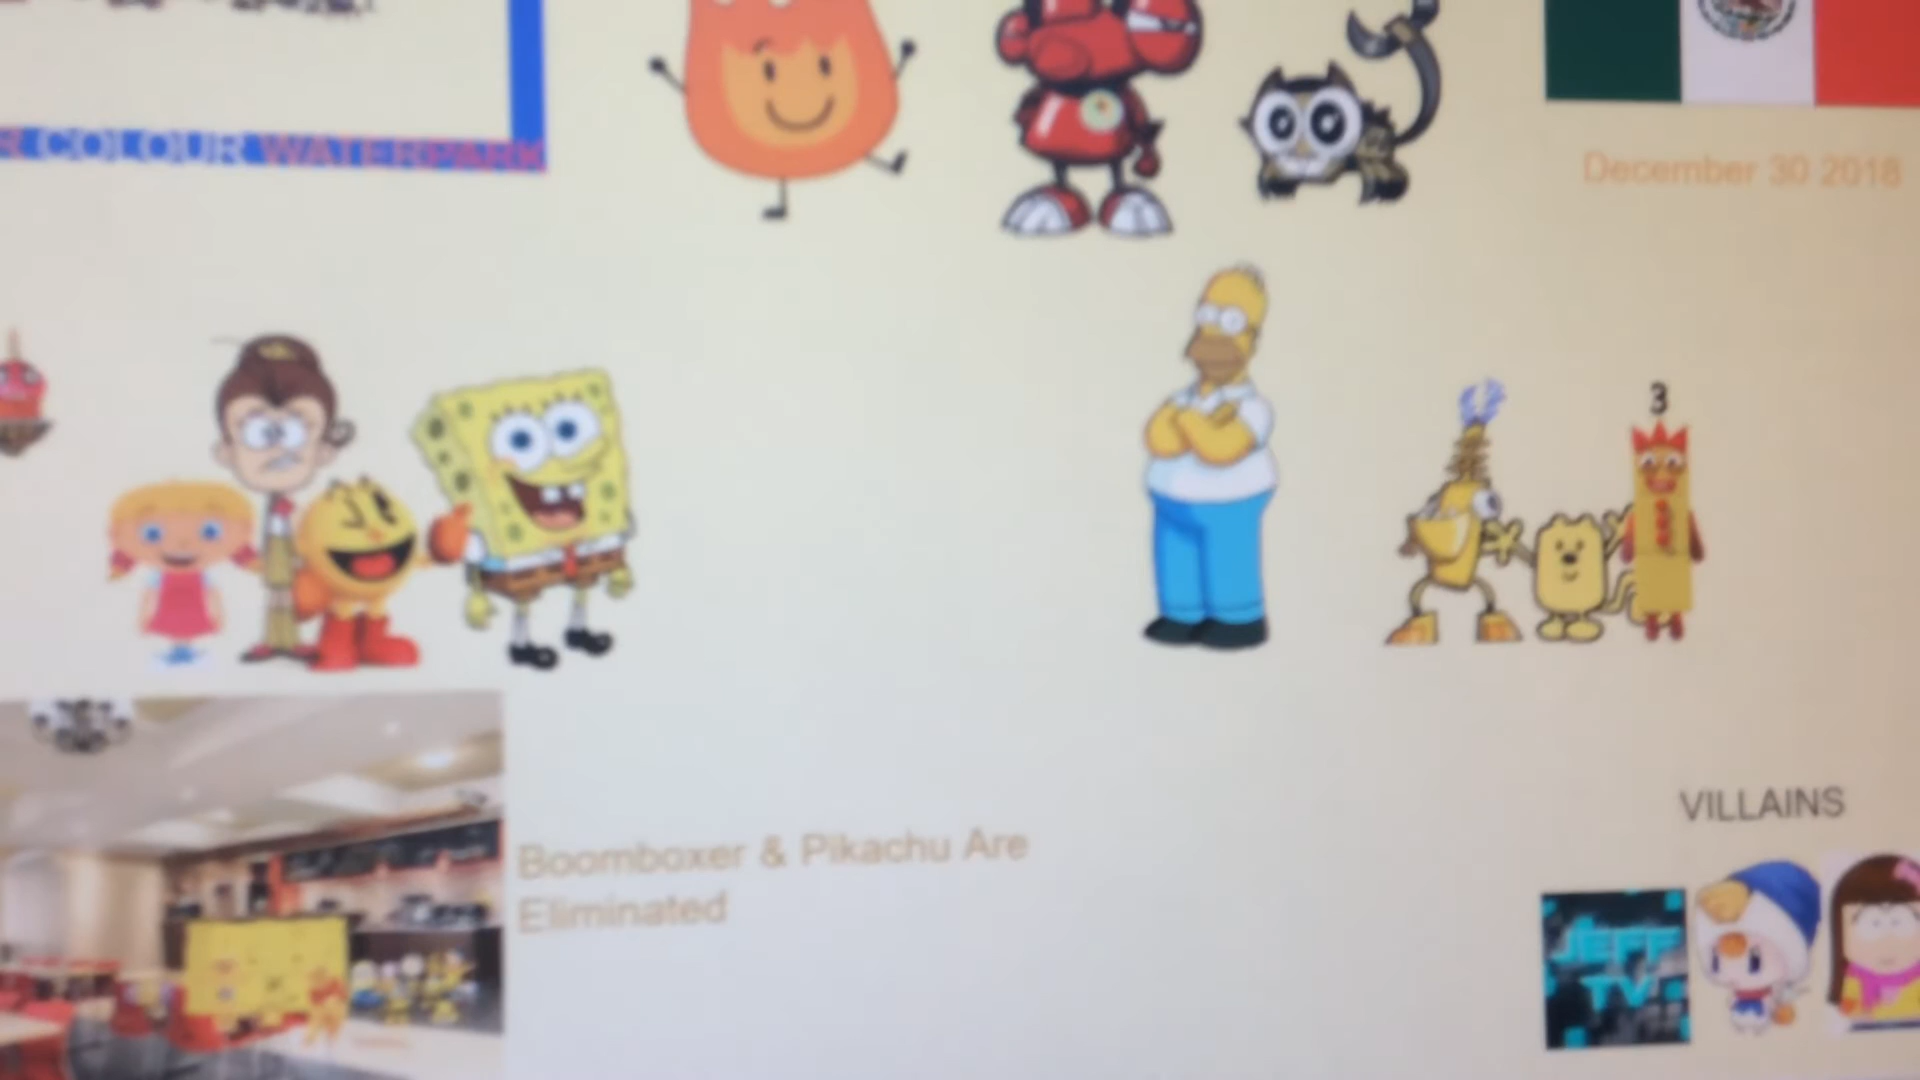 COLOUR WATERPARK
December 30 2018
3
VILLAINS
Boomboxer & Pikachu Are
Eliminated
JEFF
TV